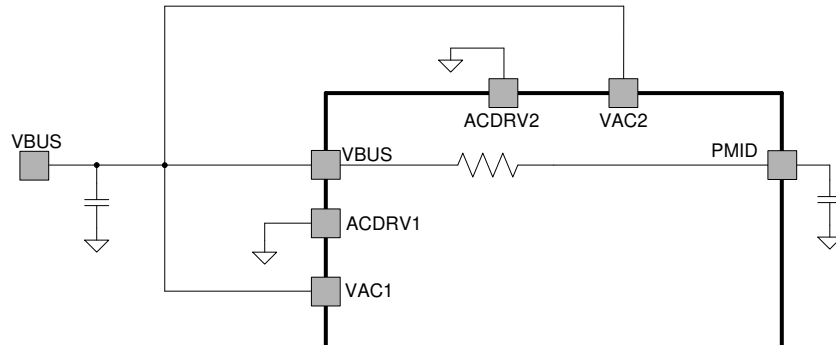 ACDRV2
VAC2
VBUS
VBUS
PMID
ACDRV1
VAC1